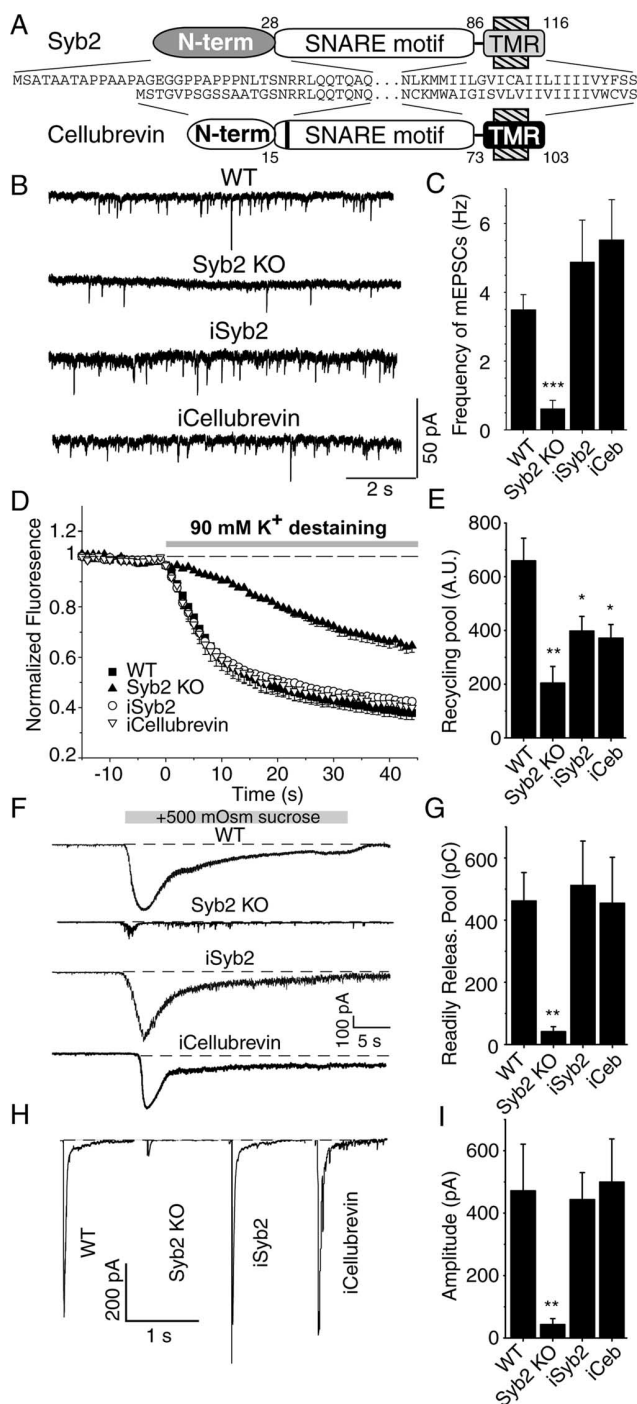 A
Syb2
N-term
28
SNARE motif
86
TMR
116
MSATAATAPPAAPAGEGGPPAPPPNLTSNRRLQQTQAQ...NLKMMIILGVICAIILIIIIVYFSS
MSTGVPSGSSAATGSNRRLQQTQNQ...NCKMWAIGISVLVIIVIIIIVWCVS
Cellubrevin
N-term
15
SNARE motif
73
TMR
103
B
WT
Syb2 KO
iSyb2
iCellubrevin
50 pA
2 s
C
Frequency of mEPSCs (Hz)
6
4
2
0
***
WT
Syb2 KO
iSyb2
iCeb
D
Normalized Fluoresence
1.2
1
0.8
0.6
0.4
0.2
90 mM K+ destaining
WT
Syb2 KO
iSyb2
iCellubrevin
-10
0
10
20
30
40
Time (s)
E
Recycling pool (A.U.)
800
600
400
200
0
**
*
*
WT
Syb2 KO
iSyb2
iCeb
F
+500 mOsm sucrose
WT
Syb2 KO
iSyb2
iCellubrevin
100 pA
5 s
G
Readily Releas. Pool (pC)
600
400
200
0
**
WT
Syb2 KO
iSyb2
iCeb
H
WT
Syb2 KO
iSyb2
iCellubrevin
200 pA
1 s
I
Amplitude (pA)
600
400
200
0
**
WT
Syb2 KO
iSyb2
iCeb